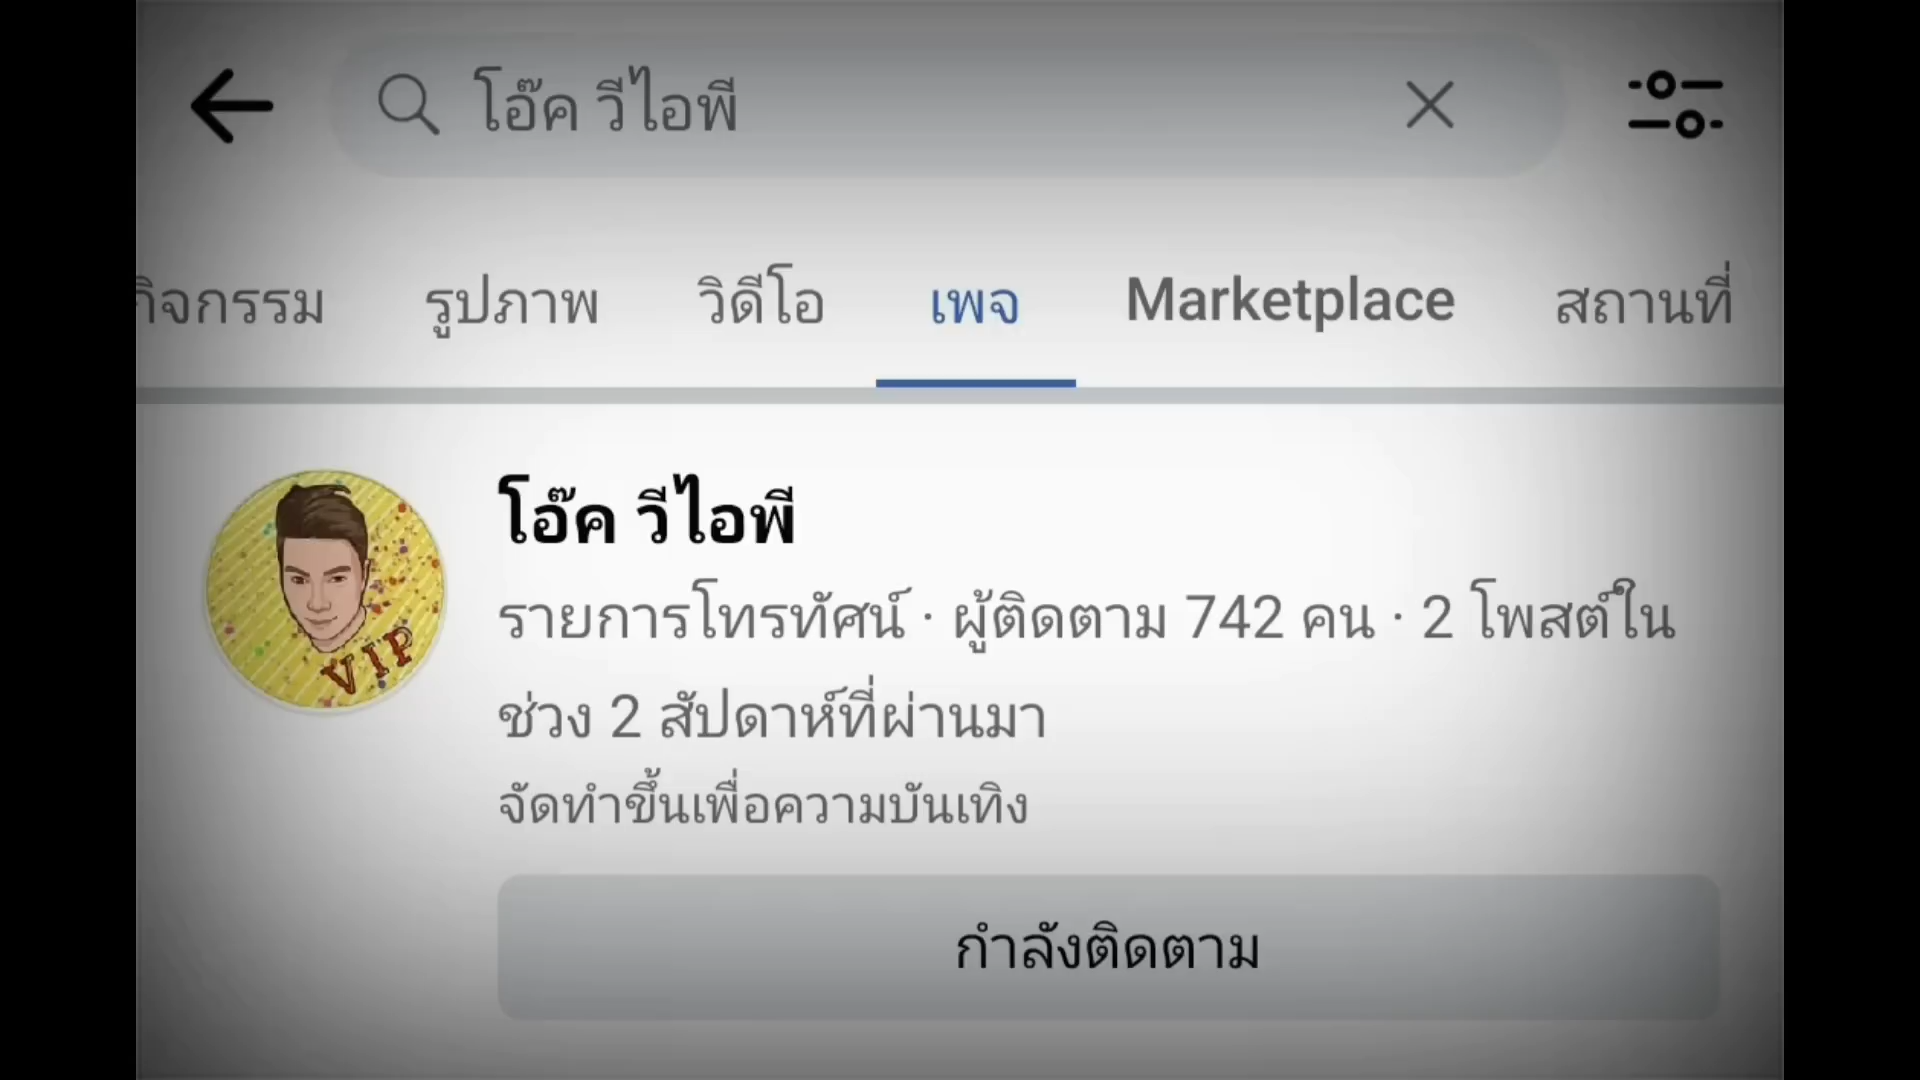 โอ๊ค วีไอพี
กิจกรรม รูปภาพ วิดีโอ เพจ Marketplace สถานที่
โอ๊ค วีไอพี
รายการโทรทัศน์ · ผู้ติดตาม 742 คน · 2 โพสต์ใน
ช่วง 2 สัปดาห์ที่ผ่านมา
จัดทำขึ้นเพื่อความบันเทิง
VIP
กำลังติดตาม